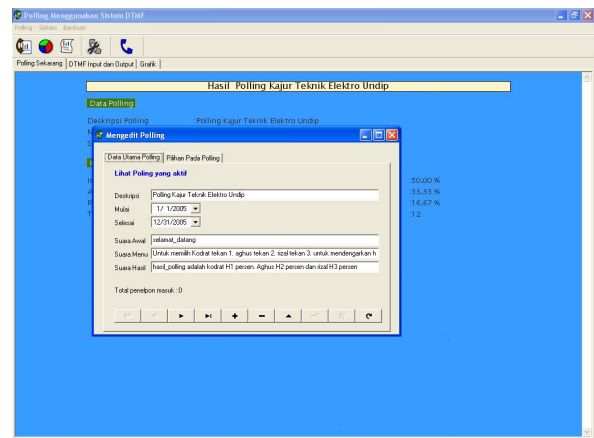 Polling Menggunakan Sistem DTMF
Polling Sistem Bantuan
Polling Sekarang DTMF Input dan Output Grafik
Hasil Polling Kajur Teknik Elektro Undip
Data Polling
Deskripsi Polling :Polling Kajur Teknik Elektro Undip
Mengedit Polling
Data Utama Polling Pilihan Pada Polling
Lihat Poling yang aktif
Deskripsi Polling Kajur Teknik Elektro Undip
Mulai 1/ 1/2005
Selesai 12/31/2005
Suara Awal selamat_datang
Suara Menu Untuk memilih Kodrat tekan 1. aghus tekan 2. rizal tekan 3. untuk mendengarkan h
Suara Hasil hasil_polling adalah kodrat H1 persen. Aghus H2 persen dan rizal H3 persen
Total penelpon masuk : 0
:50.00 %
:33.33 %
:16.67 %
:12